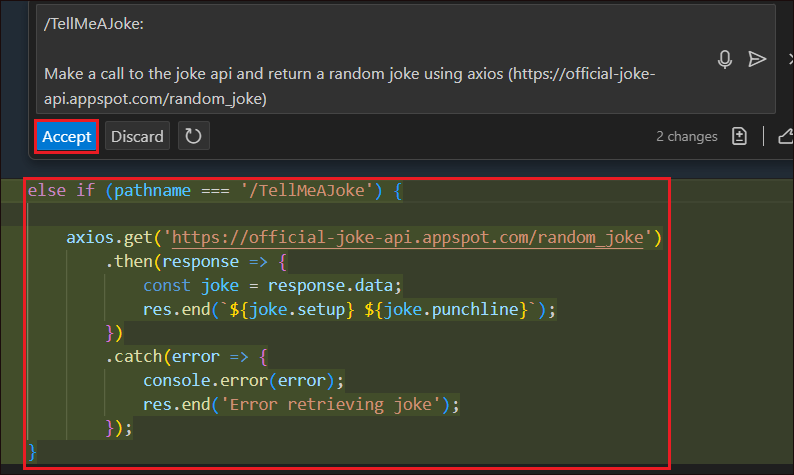 /TellMeAJoke:
Make a call to the joke api and return a random joke using axios (https://official-joke-
api.appspot.com/random_joke)
Accept Discard 2 changes
else if (pathname === '/TellMeAJoke') {
axios.get('https://official-joke-api.appspot.com/random_joke')
.then(response => {
const joke = response.data;
res.end(`${joke.setup} ${joke.punchline}`);
})
.catch(error => {
console.error(error);
res.end('Error retrieving joke');
});
}